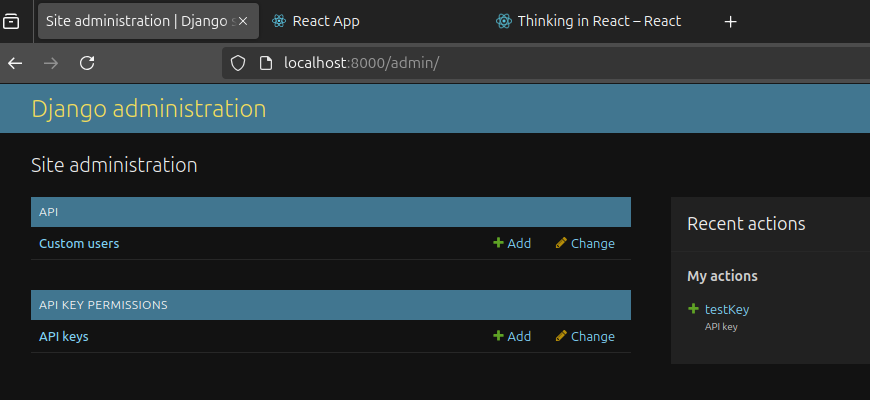 Site administration | Django s
React App
Thinking in React – React
localhost:8000/admin/
Django administration
Site administration
API
Custom users
Add
Change
API KEY PERMISSIONS
API keys
Add
Change
Recent actions
My actions
testKey
API key